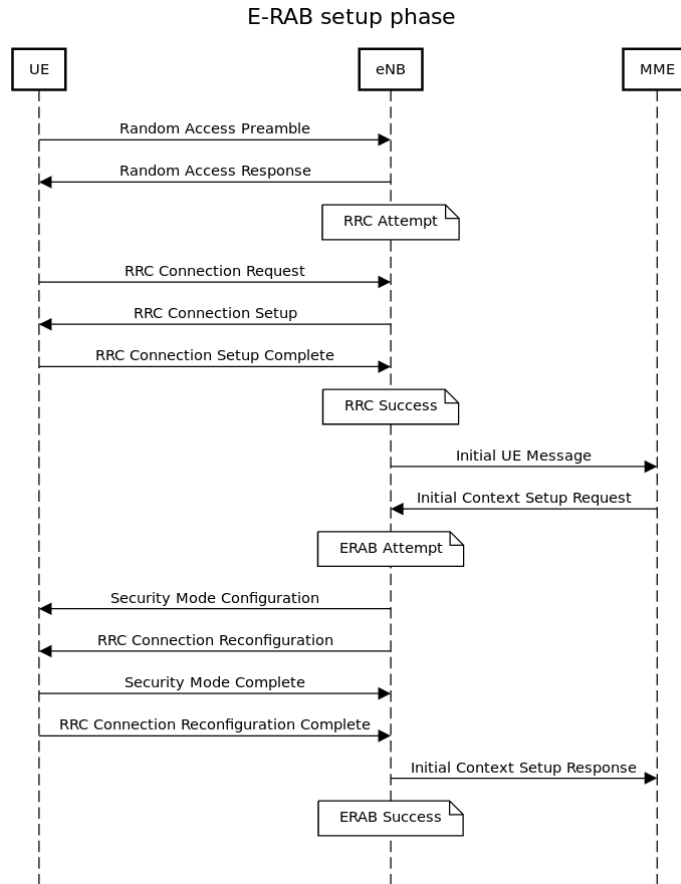 E-RAB setup phase
UE
eNB
MME
Random Access Preamble
Random Access Response
RRC Attempt
RRC Connection Request
RRC Connection Setup
RRC Connection Setup Complete
RRC Success
Initial UE Message
Initial Context Setup Request
ERAB Attempt
Security Mode Configuration
RRC Connection Reconfiguration
Security Mode Complete
RRC Connection Reconfiguration Complete
Initial Context Setup Response
ERAB Success